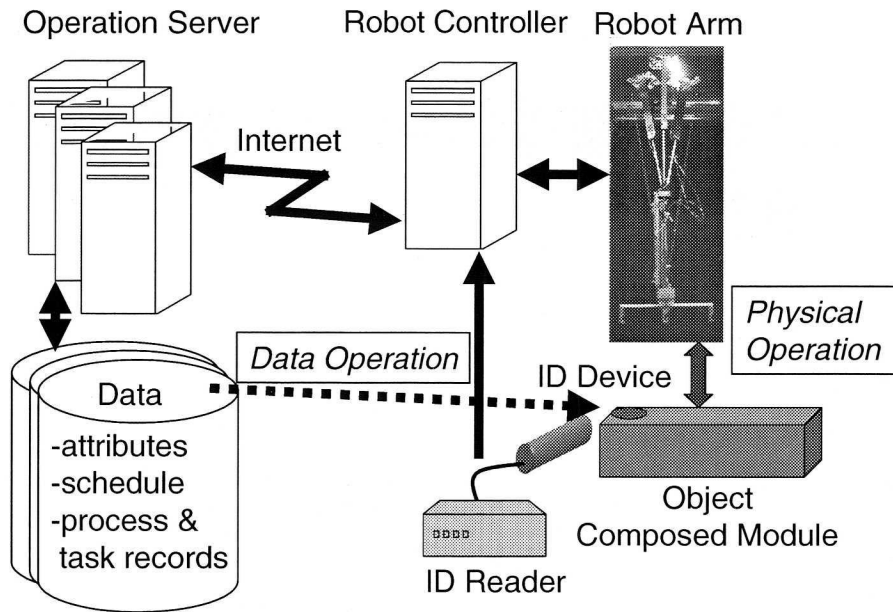 Operation Server
Robot Controller
Robot Arm
Internet
Physical
Operation
Data Operation
ID Device
Data
-attributes
-schedule
-process &
task records
Object
Composed Module
ID Reader